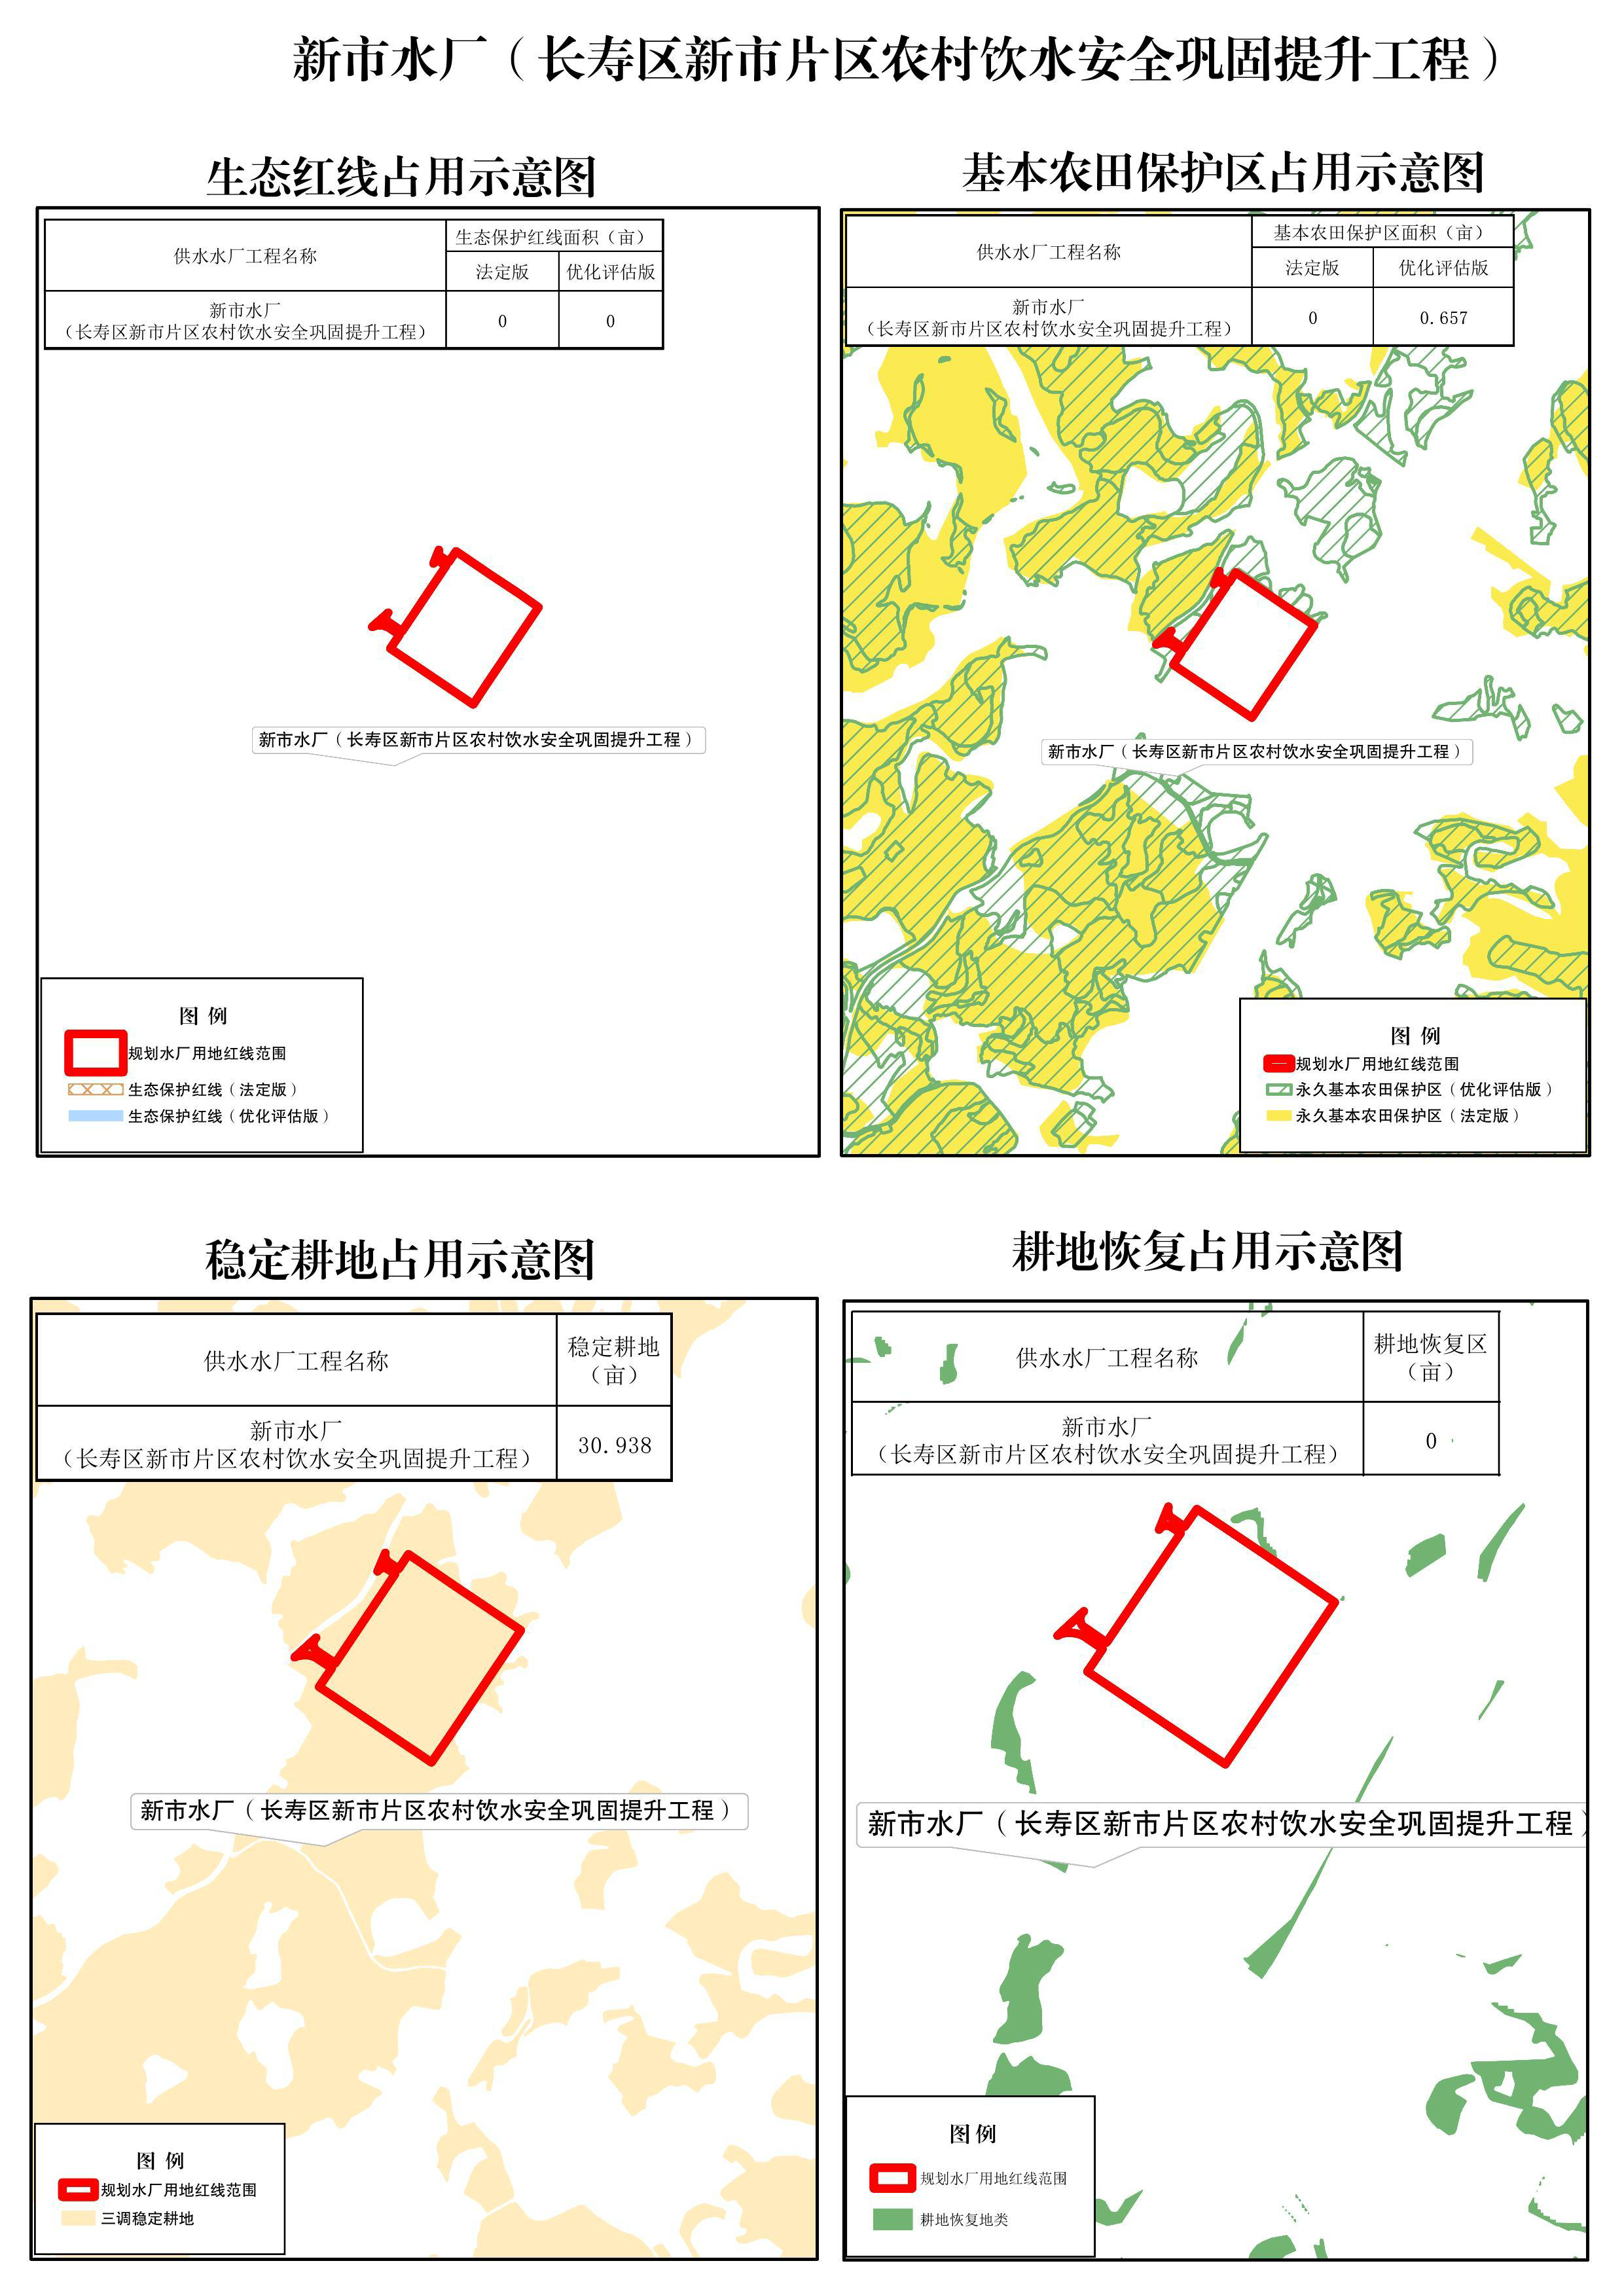 新市水厂（长寿区新市片区农村饮水安全巩固提升工程）
生态红线占用示意图
供水水厂工程名称
生态保护红线面积（亩）
法定版
优化评估版
新市水厂
（长寿区新市片区农村饮水安全巩固提升工程）
0
0
新市水厂（长寿区新市片区农村饮水安全巩固提升工程）
图 例
规划水厂用地红线范围
生态保护红线（法定版）
生态保护红线（优化评估版）
基本农田保护区占用示意图
供水水厂工程名称
基本农田保护区面积（亩）
法定版
优化评估版
新市水厂
（长寿区新市片区农村饮水安全巩固提升工程）
0
0.657
新市水厂（长寿区新市片区农村饮水安全巩固提升工程）
图 例
规划水厂用地红线范围
永久基本农田保护区（优化评估版）
永久基本农田保护区（法定版）
稳定耕地占用示意图
供水水厂工程名称
稳定耕地
（亩）
新市水厂
（长寿区新市片区农村饮水安全巩固提升工程）
30.938
新市水厂（长寿区新市片区农村饮水安全巩固提升工程）
图 例
规划水厂用地红线范围
三调稳定耕地
耕地恢复占用示意图
供水水厂工程名称
耕地恢复区
（亩）
新市水厂
（长寿区新市片区农村饮水安全巩固提升工程）
0
新市水厂（长寿区新市片区农村饮水安全巩固提升工程）
图 例
规划水厂用地红线范围
耕地恢复地类